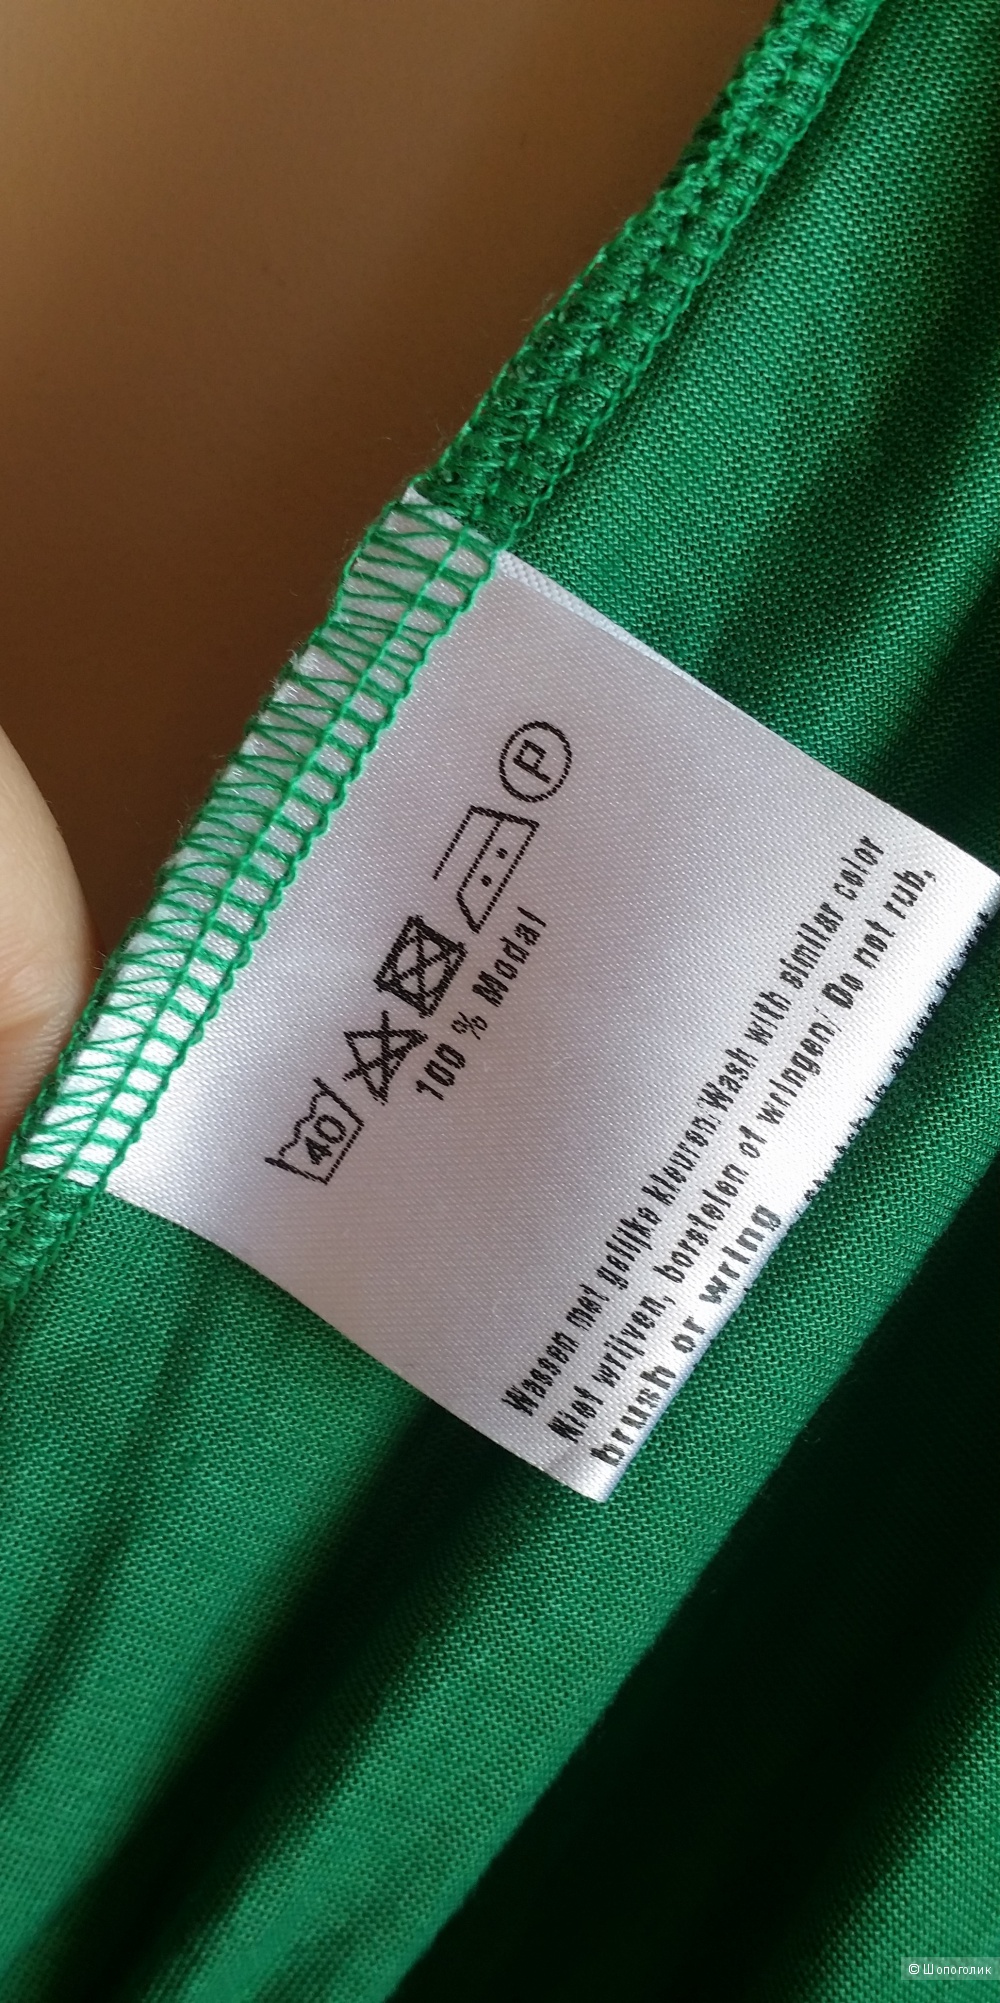 40
P
100 % Modal
Wassen met gelijke kleuren/Wash with similar color
Niet wrijven, borstelen of wringen/ Do not rub,
brush or wring
© Шопоголик